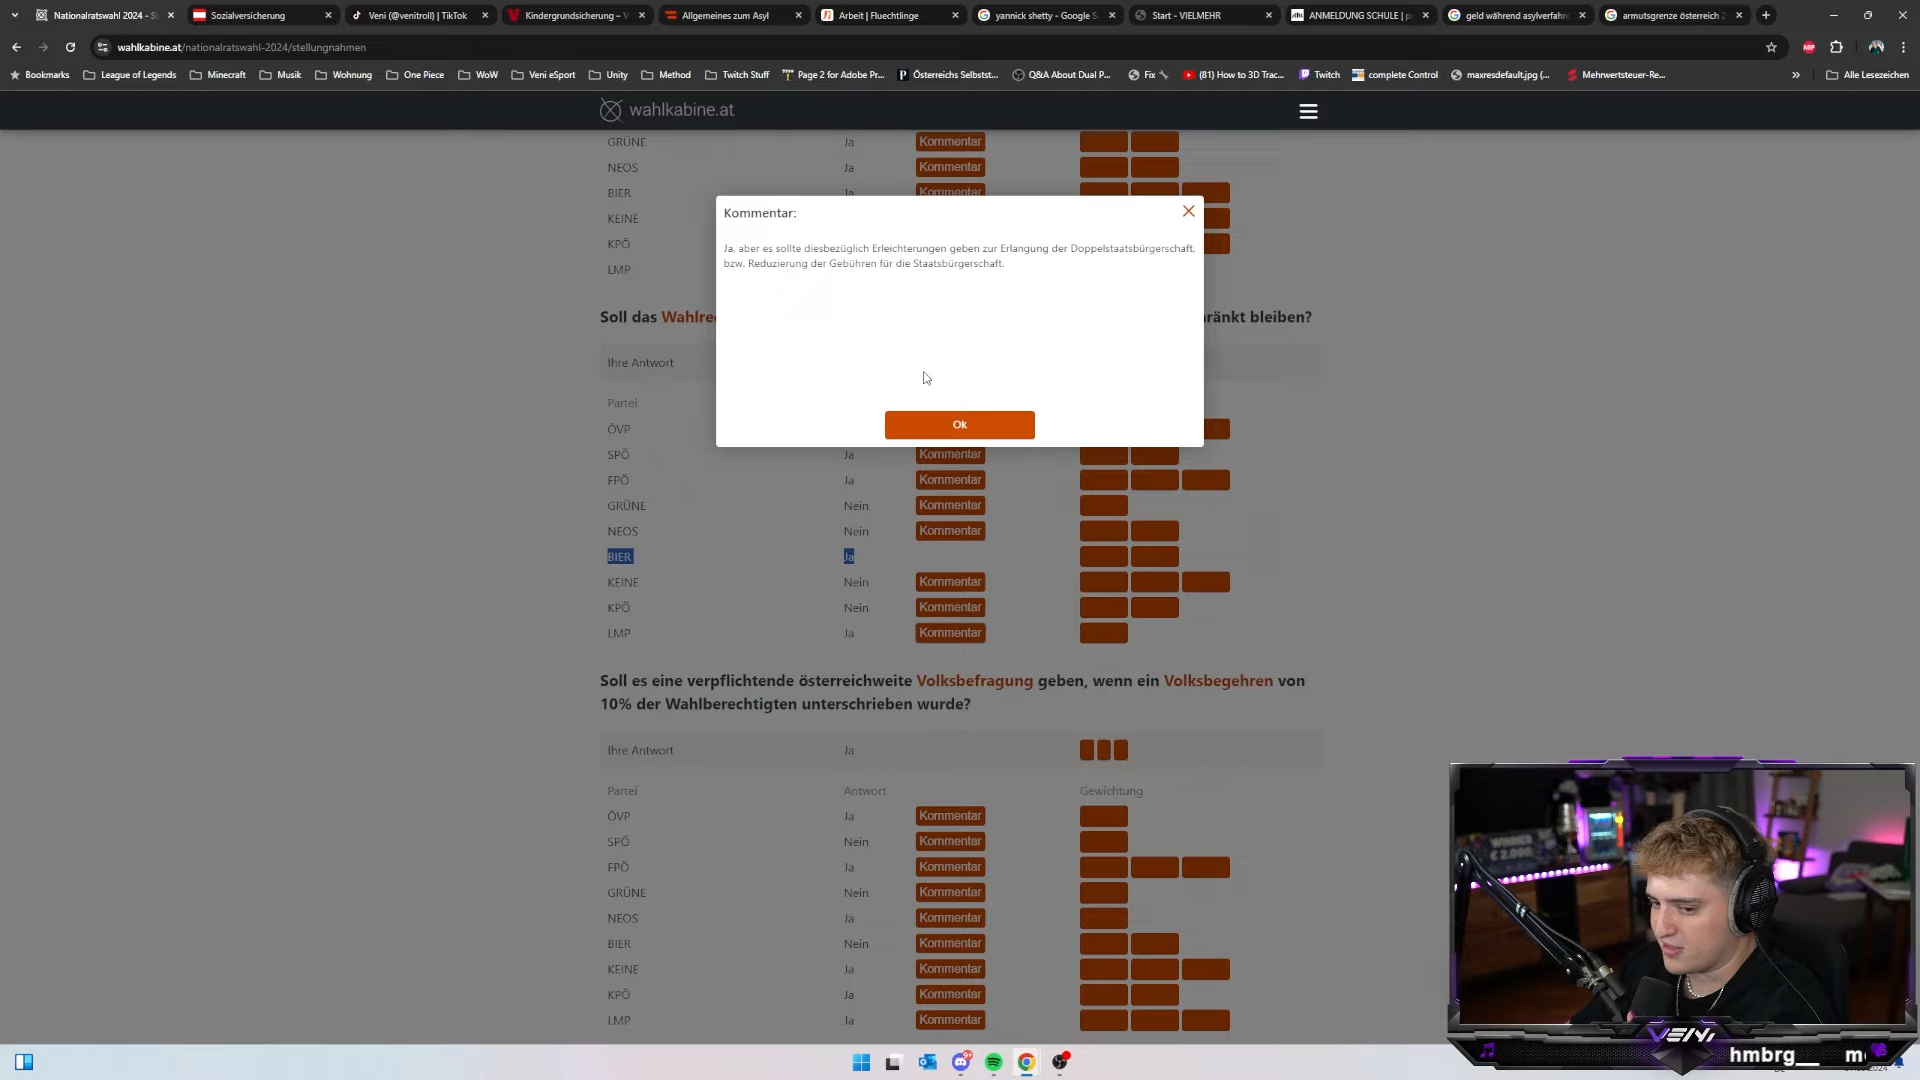 Nationalratswahl 2024 - S
Sozialversicherung
Veni (@venitroll) | TikTok
Kindergrundsicherung – V
Allgemeines zum Asyl
Arbeit | Fluechtlinge
yannick shetty - Google S
Start - VIELMEHR
ANMELDUNG SCHULE | p
geld während asylverfahre
armutsgrenze österreich 2
wahlkabine.at/nationalratswahl-2024/stellungnahmen
Bookmarks
League of Legends
Minecraft
Musik
Wohnung
One Piece
WoW
Veni eSport
Unity
Method
Twitch Stuff
Page 2 for Adobe Pr...
Österreichs Selbstst...
Q&A About Dual P...
Fix
(81) How to 3D Trac...
Twitch
complete Control
maxresdefault.jpg (...
Mehrwertsteuer-Re...
»
Alle Lesezeichen
wahlkabine.at
GRÜNE Ja Kommentar
NEOS Ja Kommentar
BIER Ja Kommentar
KEINE
KPÖ
LMP
Kommentar:
Ja, aber es sollte diesbezüglich Erleichterungen geben zur Erlangung der Doppelstaatsbürgerschaft,
bzw. Reduzierung der Gebühren für die Staatsbürgerschaft.
Ok
Soll das Wahlre ränkt bleiben?
Ihre Antwort
Partei
ÖVP
SPÖ Ja Kommentar
FPÖ Ja Kommentar
GRÜNE Nein Kommentar
NEOS Nein Kommentar
BIER Ja
KEINE Nein Kommentar
KPÖ Nein Kommentar
LMP Ja Kommentar
Soll es eine verpflichtende österreichweite Volksbefragung geben, wenn ein Volksbegehren von
10% der Wahlberechtigten unterschrieben wurde?
Ihre Antwort Ja
Partei Antwort Gewichtung
ÖVP Ja Kommentar
SPÖ Nein Kommentar
FPÖ Ja Kommentar
GRÜNE Nein Kommentar
NEOS Ja Kommentar
BIER Nein Kommentar
KEINE Ja Kommentar
KPÖ Ja Kommentar
LMP Ja Kommentar
WINNER
€ 2.000
VENI
hmbrg__ m